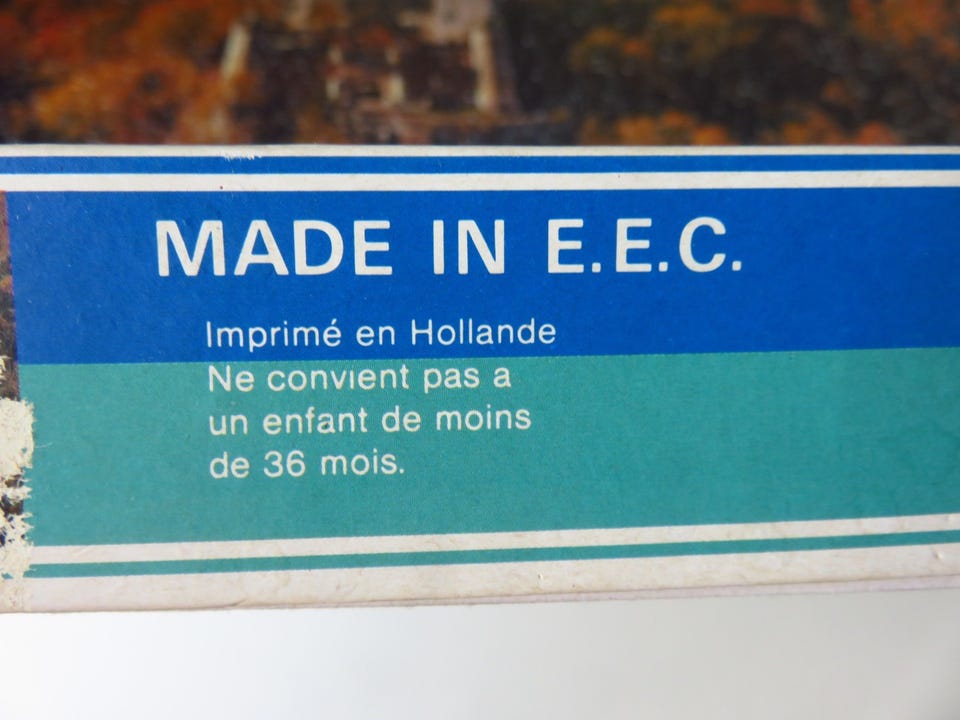 MADE IN E.E.C.
Imprimé en Hollande
Ne convient pas a
un enfant de moins
de 36 mois.